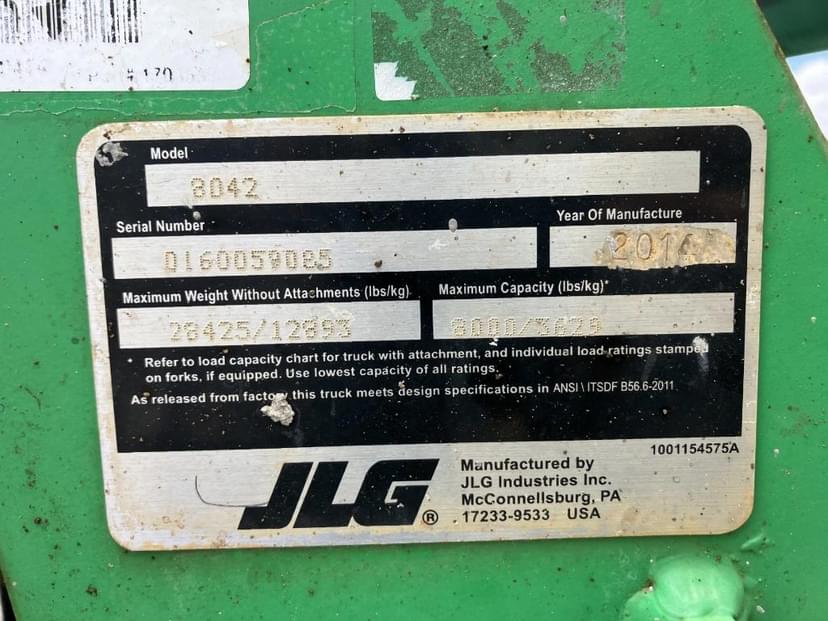 Model
8042
Serial Number
0160059085
Year Of Manufacture
Maximum Weight Without Attachments (lbs/kg)
28425/12893
Maximum Capacity (lbs/kg)*
8000/3629
* Refer to load capacity chart for truck with attachment, and individual load ratings stamped
on forks, if equipped. Use lowest capacity of all ratings.
As released from factory this truck meets design specifications in ANSI \ ITSDF B56.6-2011
1001154575A
JLG ®
Manufactured by
JLG Industries Inc.
McConnellsburg, PA
17233-9533 USA